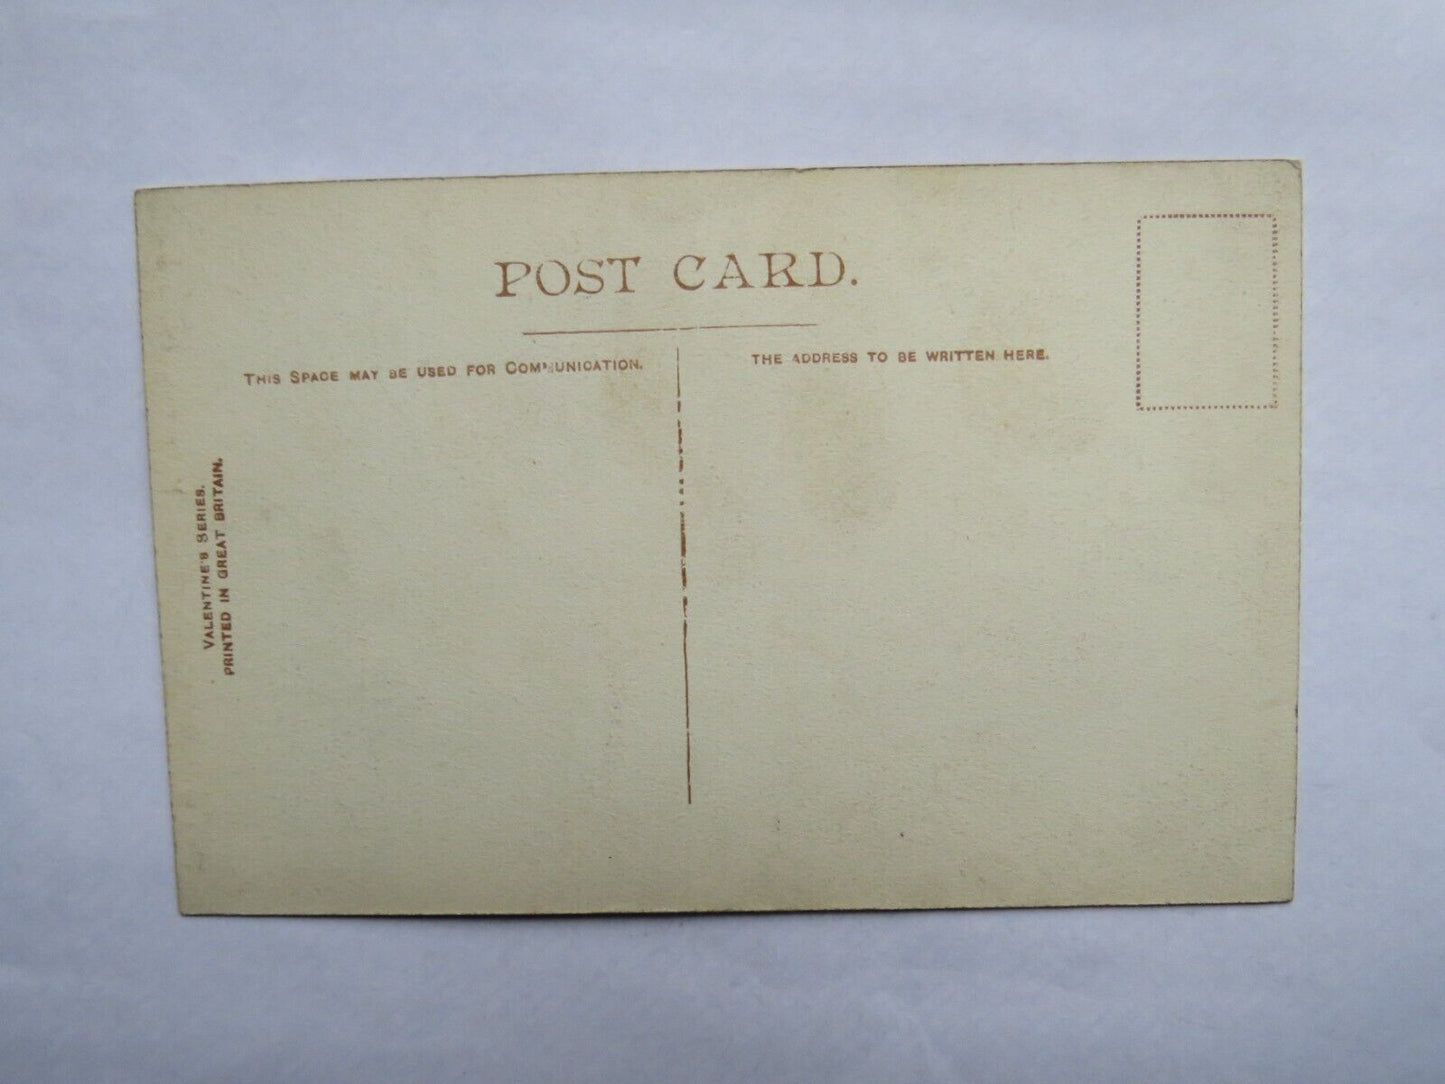 POST CARD.
THIS SPACE MAY BE USED FOR COMMUNICATION.
THE ADDRESS TO BE WRITTEN HERE.
VALENTINE'S SERIES.
PRINTED IN GREAT BRITAIN.